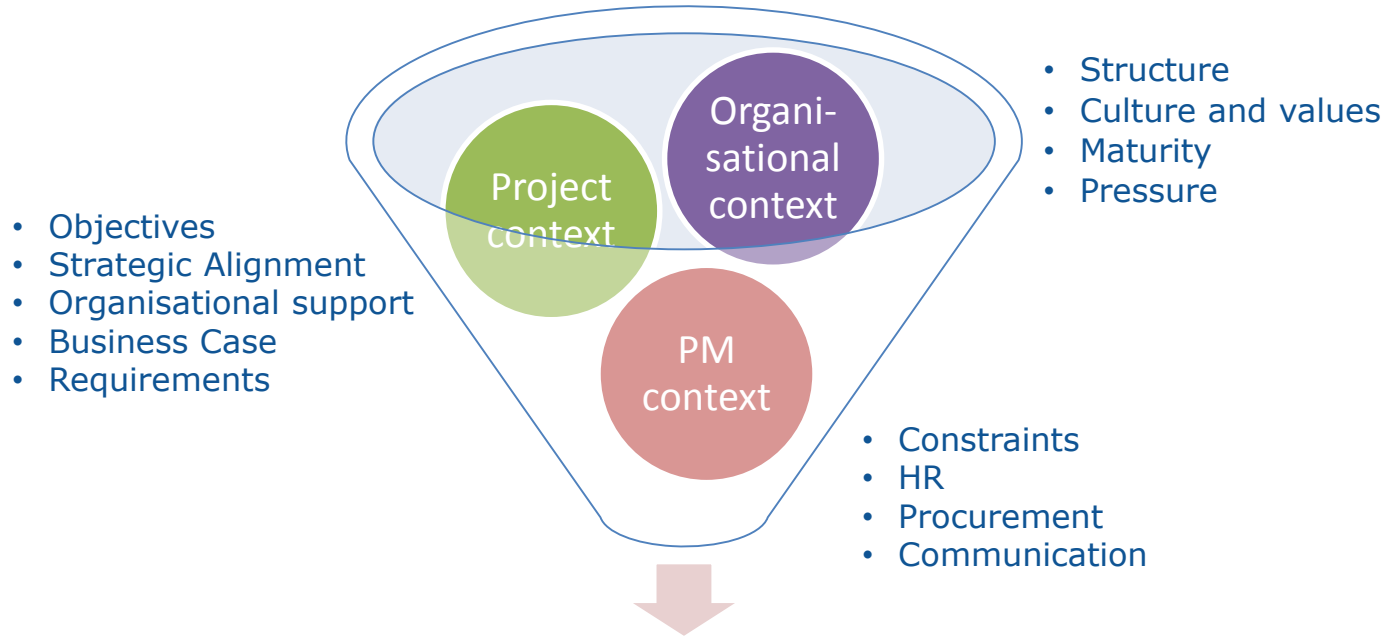 Organi-
sational
context
Project
context
PM
context
• Structure
• Culture and values
• Maturity
• Pressure
• Objectives
• Strategic Alignment
• Organisational support
• Business Case
• Requirements
• Constraints
• HR
• Procurement
• Communication